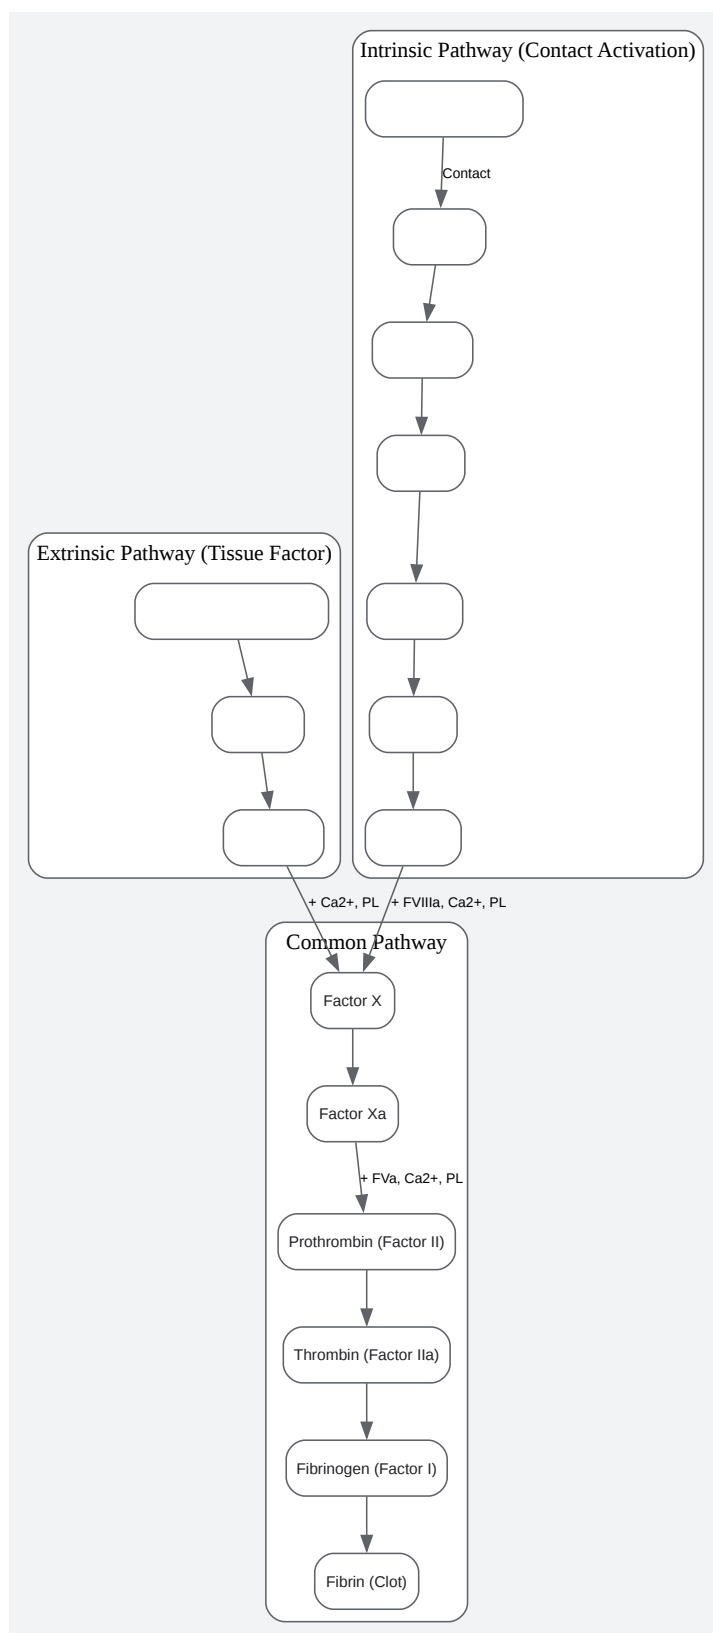 Intrinsic Pathway (Contact Activation)
Contact
Extrinsic Pathway (Tissue Factor)
+ Ca2+, PL
+ FVIIIa, Ca2+, PL
Common Pathway
Factor X
Factor Xa
+ FVa, Ca2+, PL
Prothrombin (Factor II)
Thrombin (Factor IIa)
Fibrinogen (Factor I)
Fibrin (Clot)